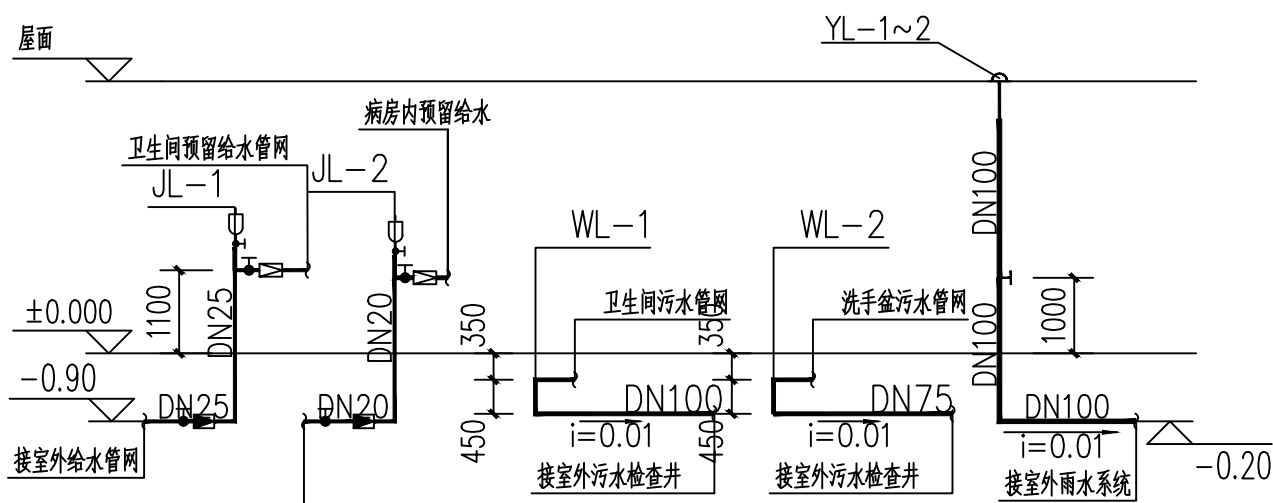 屋面
YL-1~2
病房内预留给水
卫生间预留给水管网
JL-2
JL-1
WL-1
WL-2
DN100
DN25
DN20
1100
±0.000
350
卫生间污水管网
350
洗手盆污水管网
DN100
1000
-0.90
DN25
DN20
DN100
DN75
DN100
450
i=0.01
450
i=0.01
i=0.01
-0.20
接室外给水管网
接室外污水检查井
接室外污水检查井
接室外雨水系统